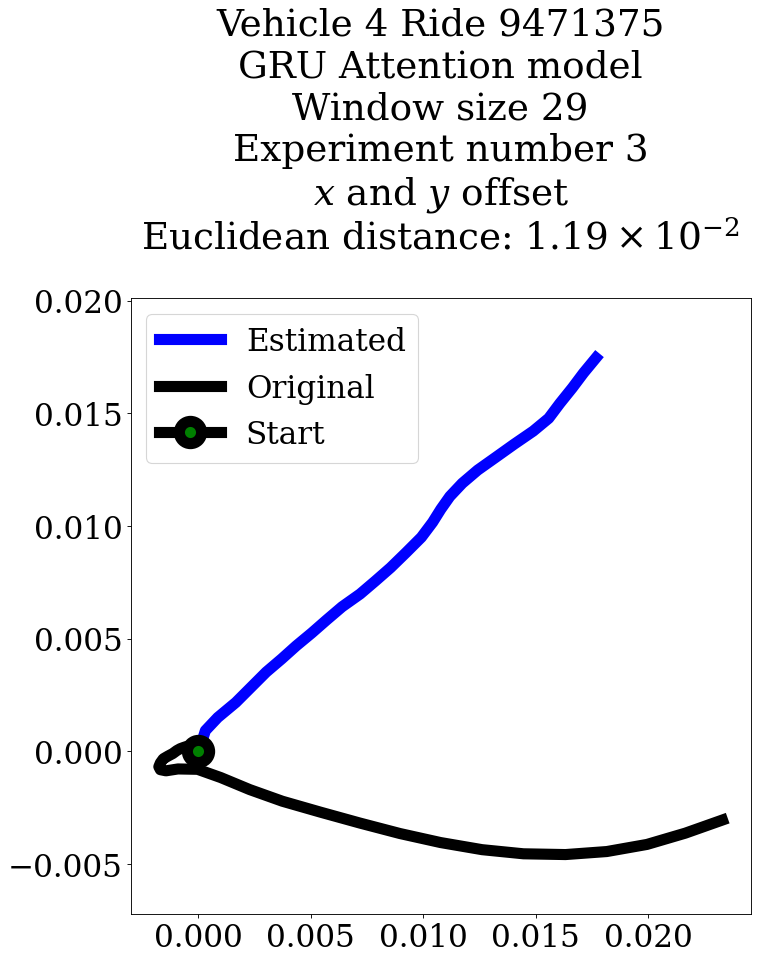 Vehicle 4 Ride 9471375
GRU Attention model
Window size 29
Experiment number 3
x and y offset
Euclidean distance: 1.19 × 10⁻²
0.020
0.015
0.010
0.005
0.000
−0.005
Estimated
Original
Start
0.000 0.005 0.010 0.015 0.020